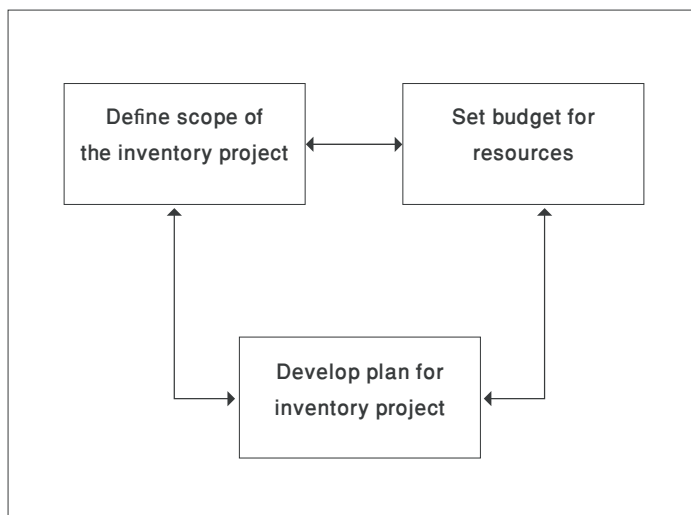 Define scope of
the inventory project
Set budget for
resources
Develop plan for
inventory project